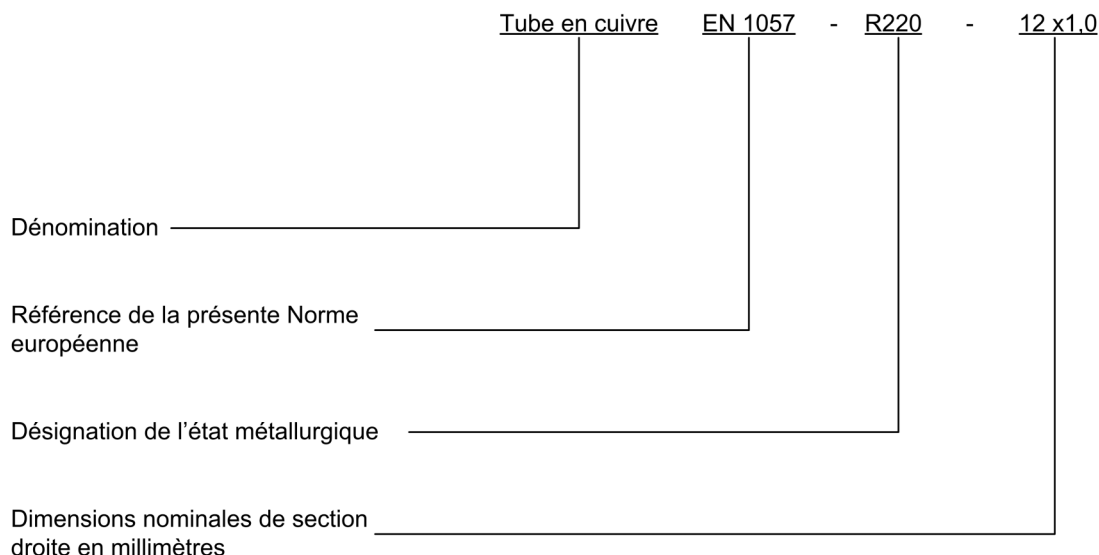 Tube en cuivre EN 1057 - R220 - 12 x1,0
Dénomination
Référence de la présente Norme
européenne
Désignation de l’état métallurgique
Dimensions nominales de section
droite en millimètres